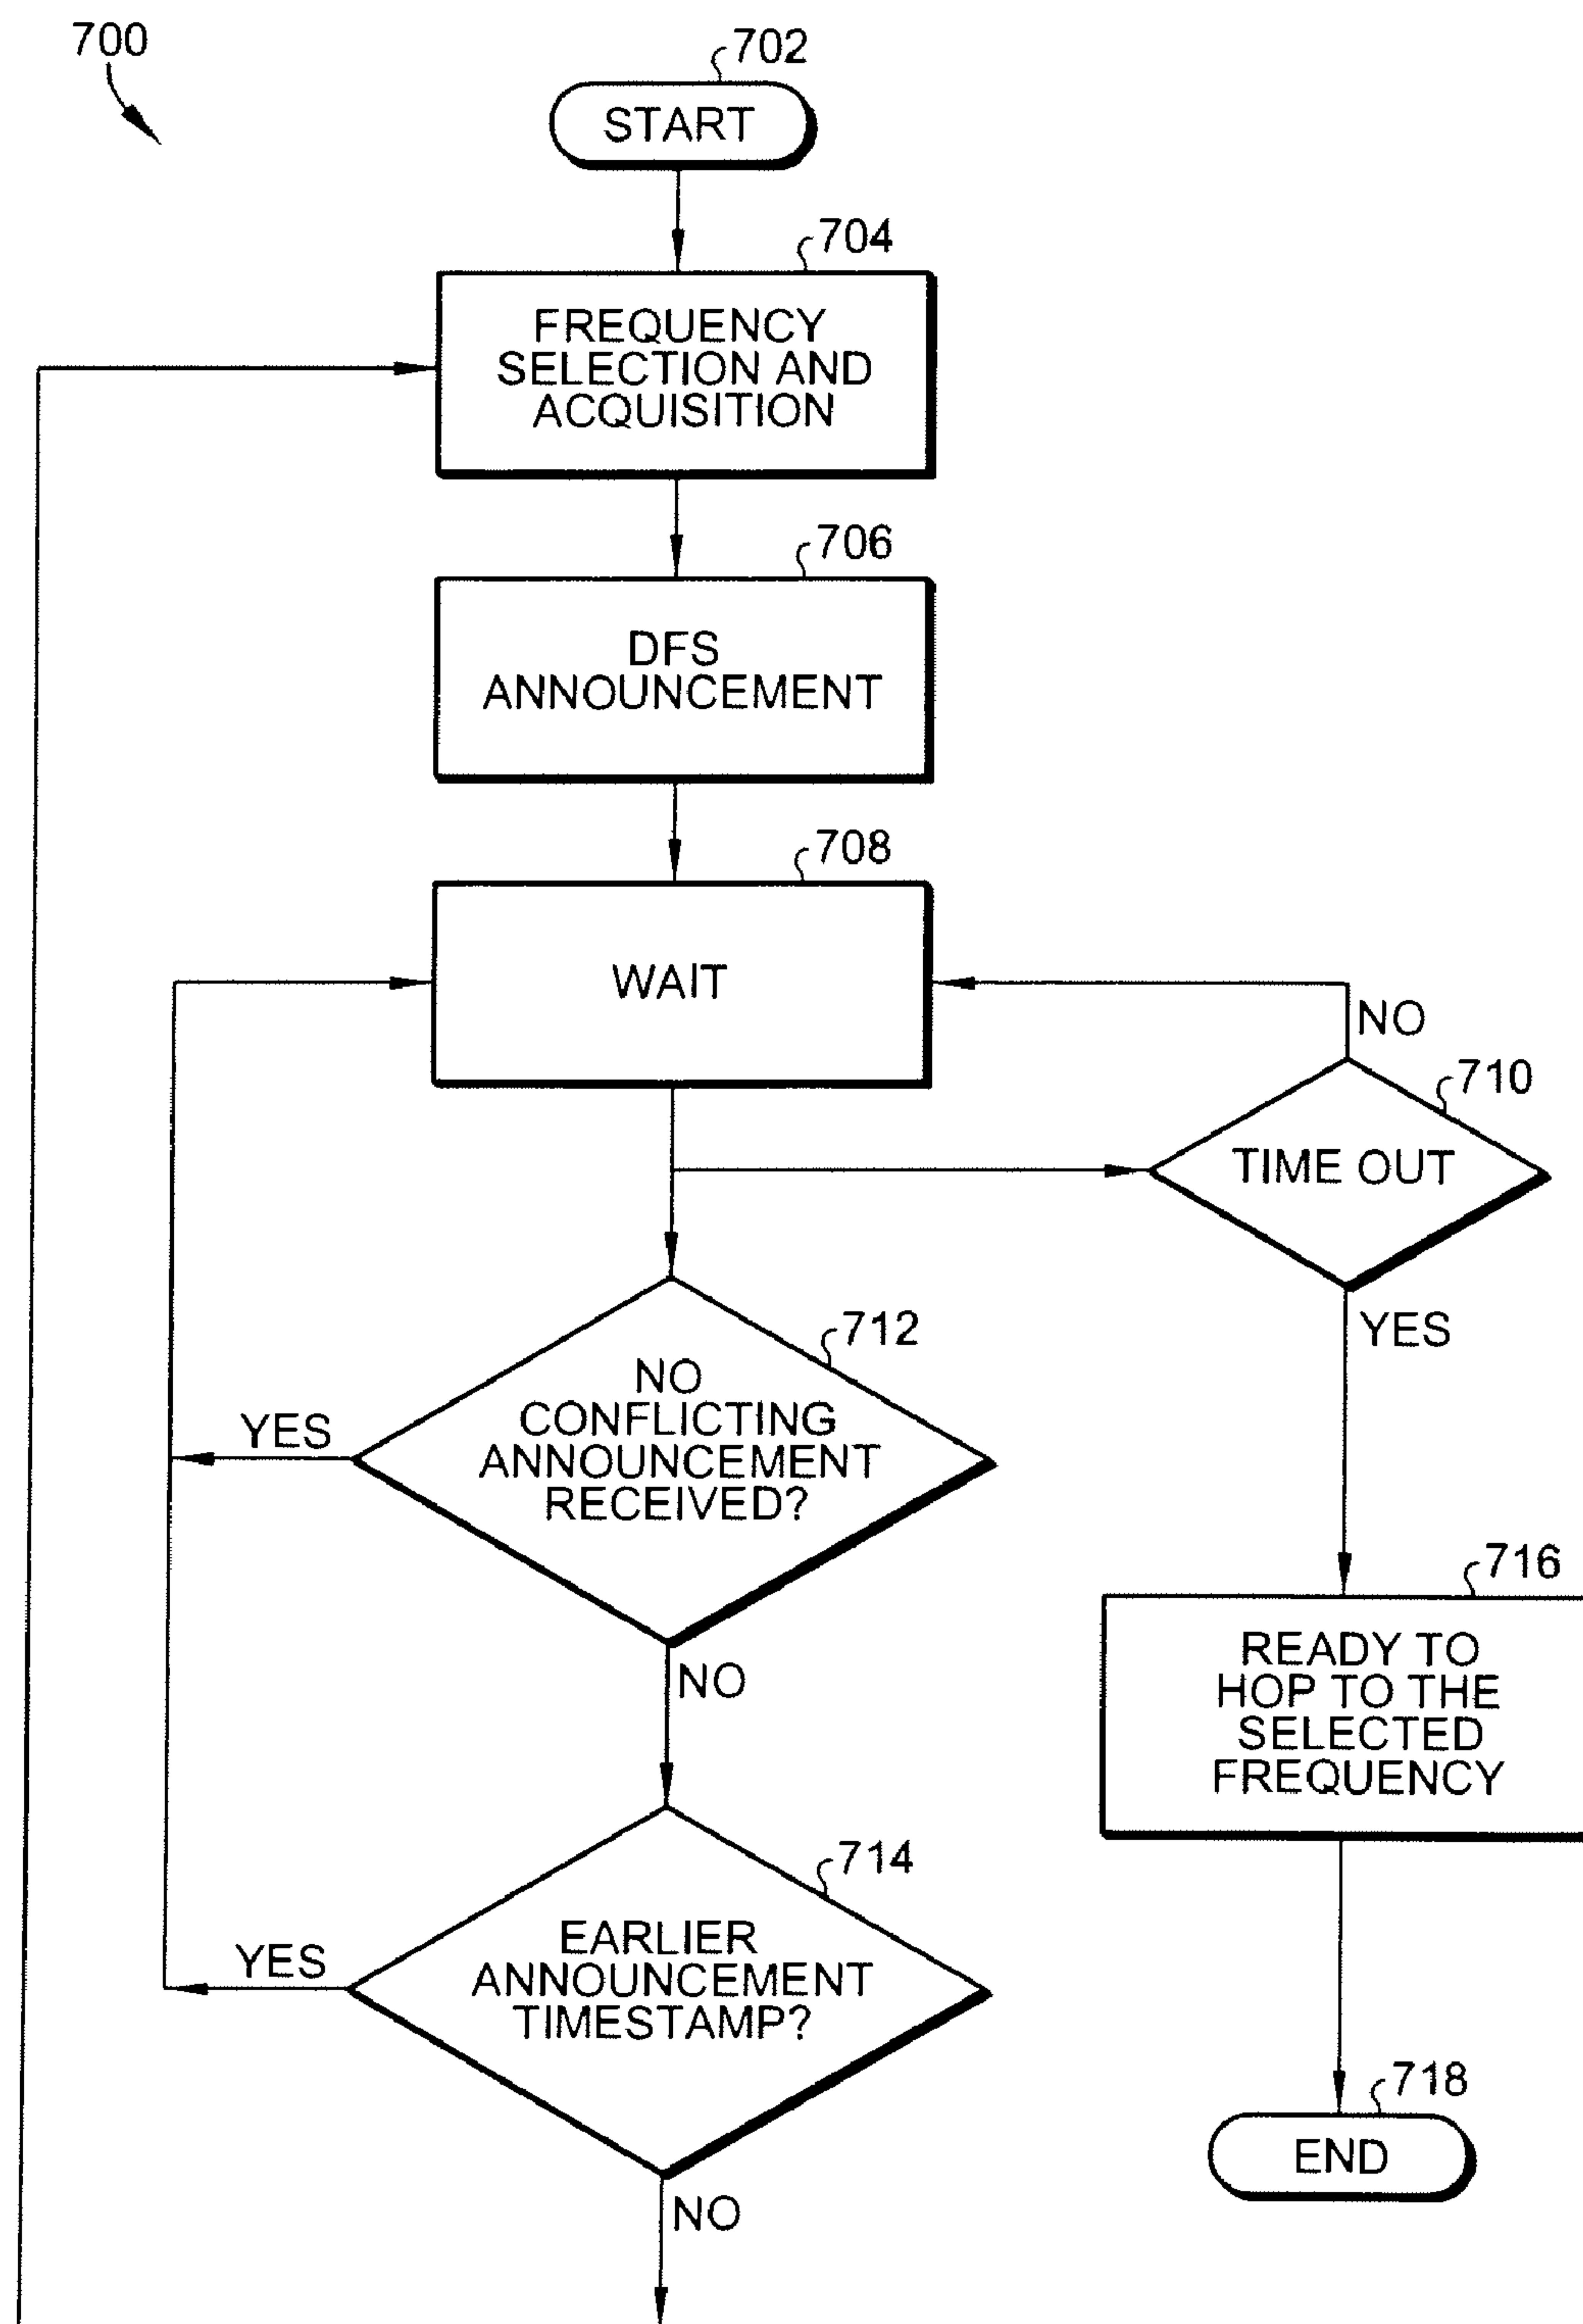 700
702
START
704
FREQUENCY
SELECTION AND
ACQUISITION
706
DFS
ANNOUNCEMENT
708
WAIT
NO
710
TIME OUT
YES
712
NO
CONFLICTING
ANNOUNCEMENT
RECEIVED?
YES
NO
716
READY TO
HOP TO THE
SELECTED
FREQUENCY
714
EARLIER
ANNOUNCEMENT
TIMESTAMP?
YES
NO
718
END